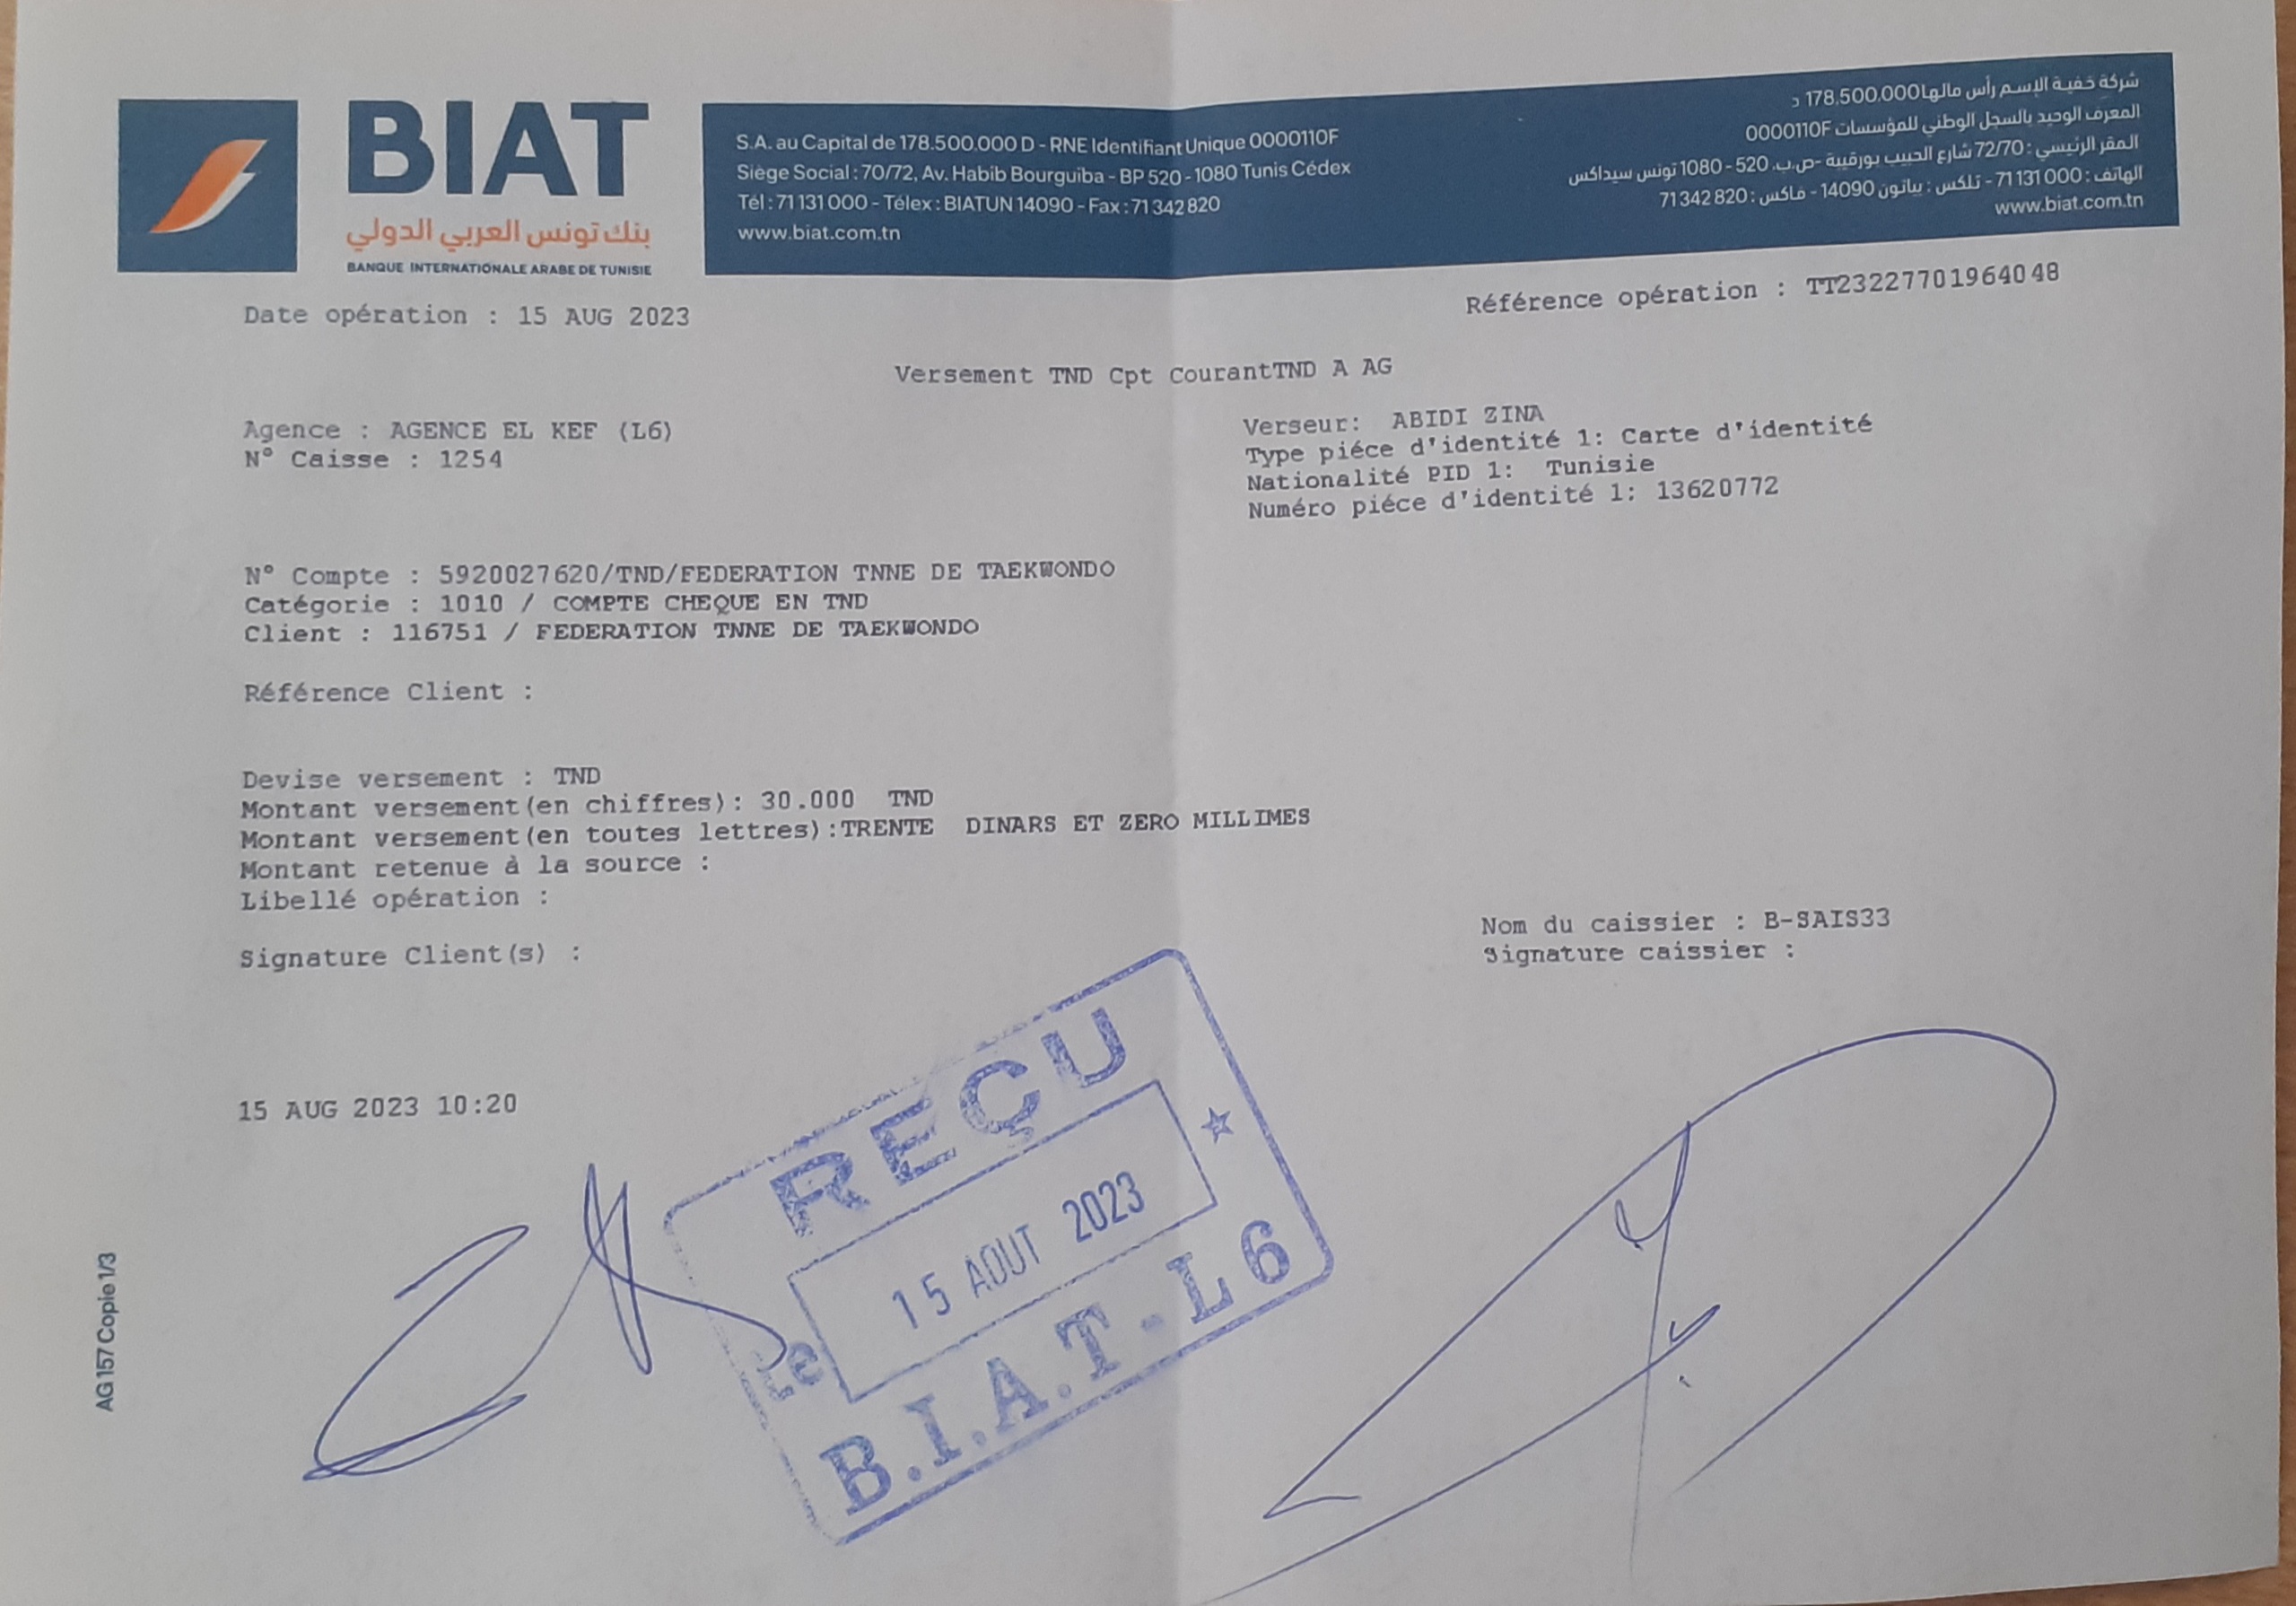 BIAT
بنك تونس العربي الدولي
BANQUE INTERNATIONALE ARABE DE TUNISIE
S.A. au Capital de 178.500.000 D - RNE Identifiant Unique 0000110F
Siège Social : 70/72, Av. Habib Bourguiba - BP 520 - 1080 Tunis Cédex
Tél : 71 131 000 - Télex : BIATUN 14090 - Fax : 71 342 820
www.biat.com.tn
شركة خفية الإسم رأس مالها 178.500.000 د
المعرف الوحيد بالسجل الوطني للمؤسسات 0000110F
المقر الرئيسي : 72/70 شارع الحبيب بورقيبة -ص.ب. 520 - 1080 تونس سيداكس
الهاتف : 71 131 000 - تلكس : بياتون 14090 - فاكس : 71 342 820
www.biat.com.tn
Date opération : 15 AUG 2023
Référence opération : TT23227701964048
Versement TND Cpt CourantTND A AG
Agence : AGENCE EL KEF (L6)
N° Caisse : 1254
Verseur: ABIDI ZINA
Type piéce d'identité 1: Carte d'identité
Nationalité PID 1: Tunisie
Numéro piéce d'identité 1: 13620772
N° Compte : 5920027620/TND/FEDERATION TNNE DE TAEKWONDO
Catégorie : 1010 / COMPTE CHEQUE EN TND
Client : 116751 / FEDERATION TNNE DE TAEKWONDO
Référence Client :
Devise versement : TND
Montant versement(en chiffres): 30.000 TND
Montant versement(en toutes lettres):TRENTE DINARS ET ZERO MILLIMES
Montant retenue à la source :
Libellé opération :
Nom du caissier : B-SAIS33
Signature caissier :
Signature Client(s) :
15 AUG 2023 10:20
REÇU
15 AOUT 2023
B.I.A.T - L6
AG 157 Copie 1/3